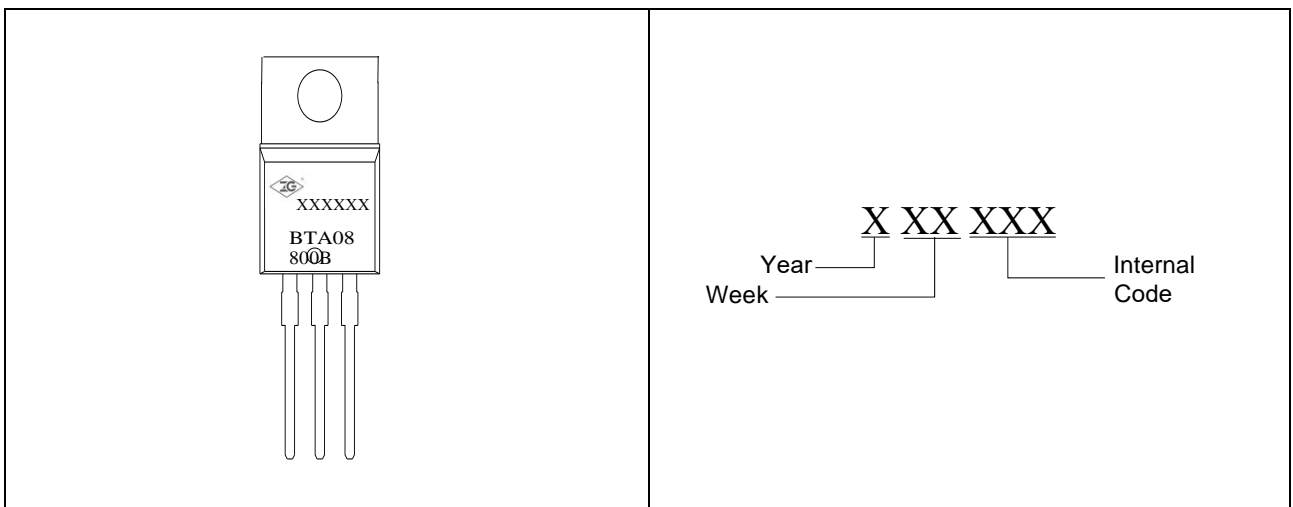 XXXXXX
BTA08
800B
X XX XXX
Year
Week
Internal
Code